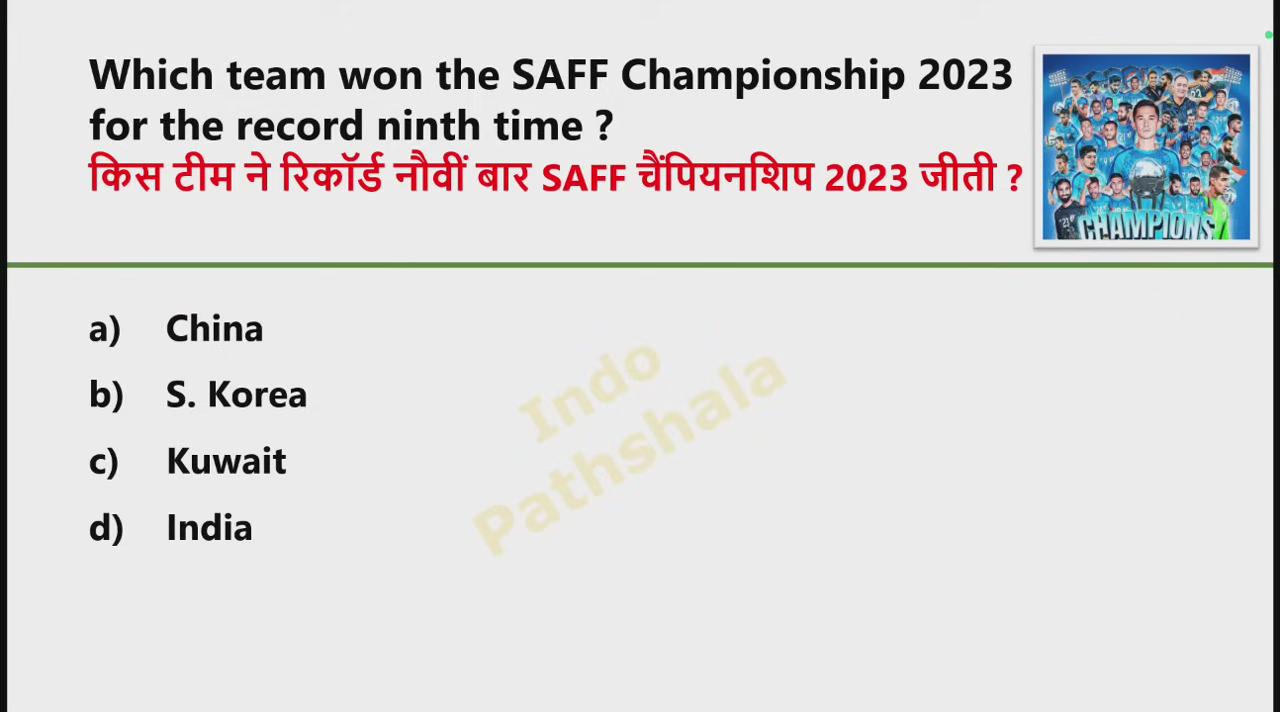 Which team won the SAFF Championship 2023
for the record ninth time ?
किस टीम ने रिकॉर्ड नौवीं बार SAFF चैंपियनशिप 2023 जीती ?
CHAMPIONS
a) China
b) S. Korea
c) Kuwait
d) India
Indo
Pathshala